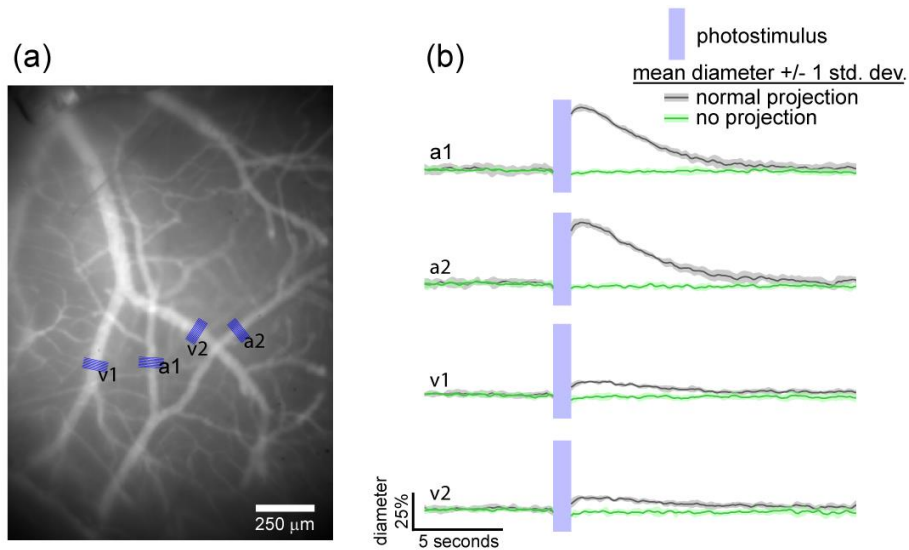 (a)
(b)
photostimulus
mean diameter +/- 1 std. dev.
normal projection
no projection
a1
a2
v1
v2
v1
a1
v2
a2
250 μm
diameter
25%
5 seconds